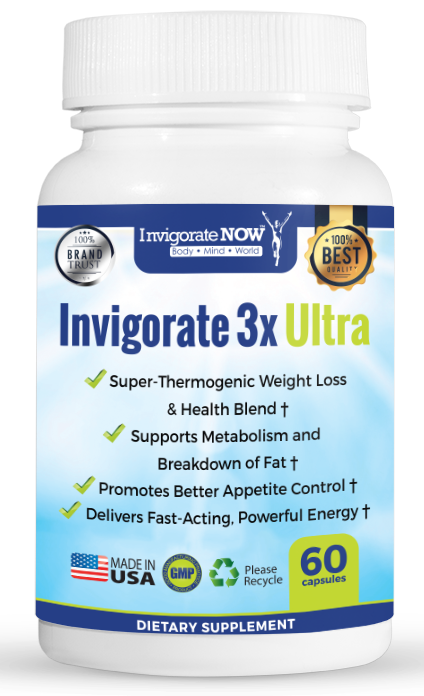 Invigorate NOW™
Body • Mind • World
100%
BRAND
TRUST
100%
BEST
QUALITY
Invigorate 3x Ultra
Super-Thermogenic Weight Loss
& Health Blend †
Supports Metabolism and
Breakdown of Fat †
Promotes Better Appetite Control †
Delivers Fast-Acting, Powerful Energy †
MADE IN
USA
GMP
Please
Recycle
60
capsules
DIETARY SUPPLEMENT